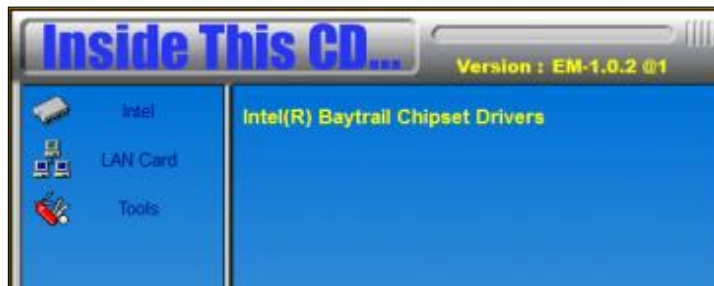 Inside This CD...
Version : EM-1.0.2 @1
Intel
LAN Card
Tools
Intel(R) Baytrail Chipset Drivers